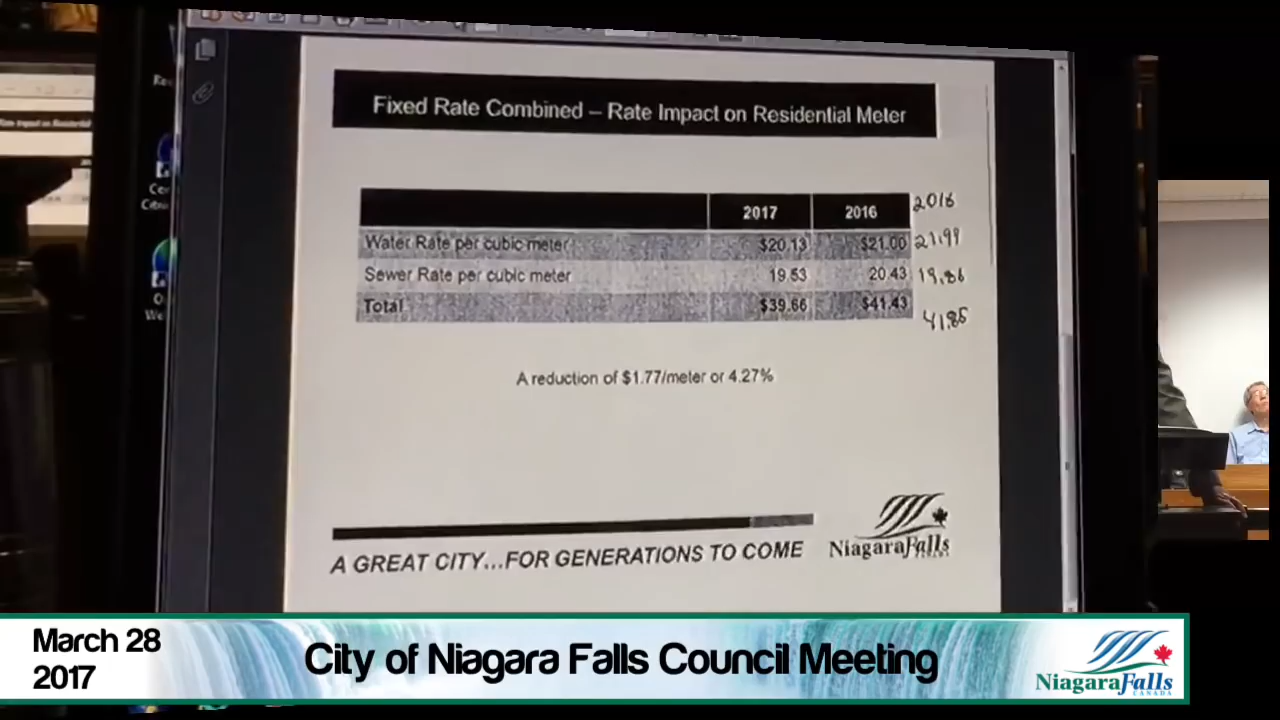 Fixed Rate Combined – Rate Impact on Residential Meter
2017 2016 2016
Water Rate per cubic meter $20.13 $21.00 21.99
Sewer Rate per cubic meter 19.53 20.43 19.86
Total $39.66 $41.43 41.85
A reduction of $1.77/meter or 4.27%
A GREAT CITY...FOR GENERATIONS TO COME
NiagaraFalls
CANADA
March 28
2017
City of Niagara Falls Council Meeting
NiagaraFalls
CANADA